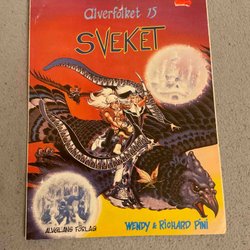 Alverfolket 15
SVEKET
ALVGLANS FÖRLAG
WENDY & RICHARD PINI